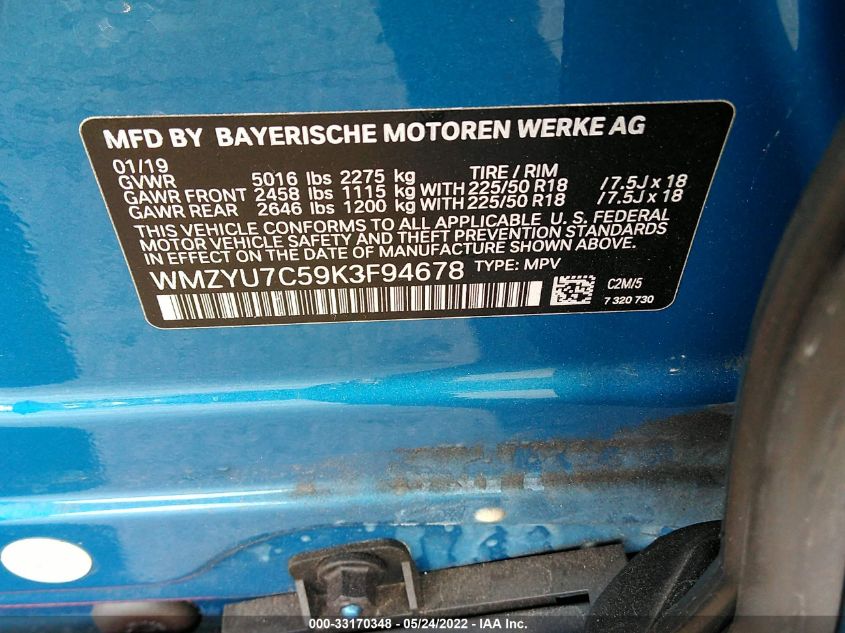 MFD BY BAYERISCHE MOTOREN WERKE AG
01/19 TIRE / RIM
GVWR 5016 lbs 2275 kg
GAWR FRONT 2458 lbs 1115 kg WITH 225/50 R18 / 7.5J x 18
GAWR REAR 2646 lbs 1200 kg WITH 225/50 R18 / 7.5J x 18
THIS VEHICLE CONFORMS TO ALL APPLICABLE U. S. FEDERAL
MOTOR VEHICLE SAFETY AND THEFT PREVENTION STANDARDS
IN EFFECT ON THE DATE OF MANUFACTURE SHOWN ABOVE.
WMZYU7C59K3F94678 TYPE: MPV
C2M/5
7 320 730
000-33170348 - 05/24/2022 - IAA Inc.